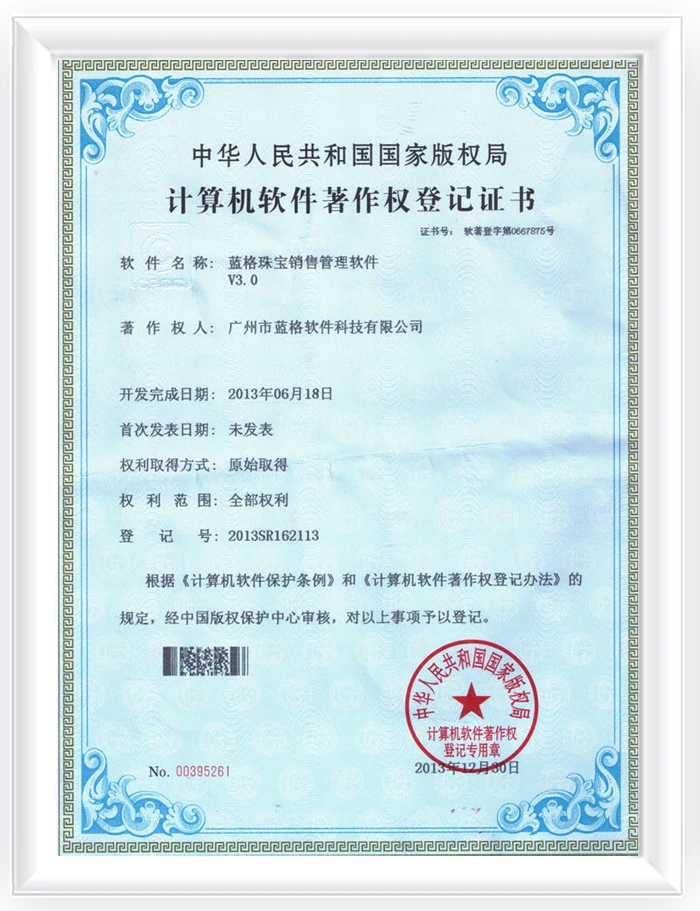 中华人民共和国国家版权局
计算机软件著作权登记证书
证书号： 软著登字第0667875号
软 件 名 称： 蓝格珠宝销售管理软件
V3.0
著 作 权 人： 广州市蓝格软件科技有限公司
开发完成日期： 2013年06月18日
首次发表日期： 未发表
权利取得方式： 原始取得
权 利 范 围： 全部权利
登 记 号： 2013SR162113
根据《计算机软件保护条例》和《计算机软件著作权登记办法》的
规定，经中国版权保护中心审核，对以上事项予以登记。
中华人民共和国国家版权局
计算机软件著作权
登记专用章
No. 00395261
2013年12月30日